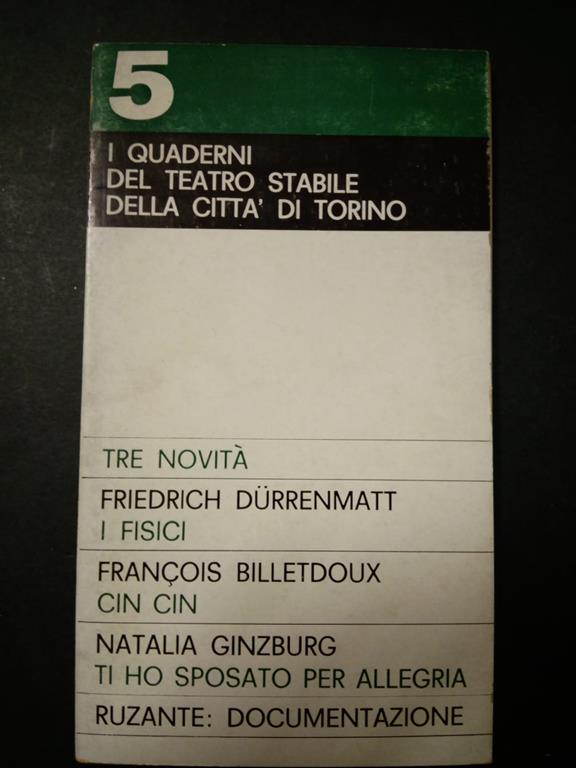 5
I QUADERNI
DEL TEATRO STABILE
DELLA CITTA' DI TORINO
TRE NOVITÀ
FRIEDRICH DÜRRENMATT
I FISICI
FRANÇOIS BILLETDOUX
CIN CIN
NATALIA GINZBURG
TI HO SPOSATO PER ALLEGRIA
RUZANTE: DOCUMENTAZIONE